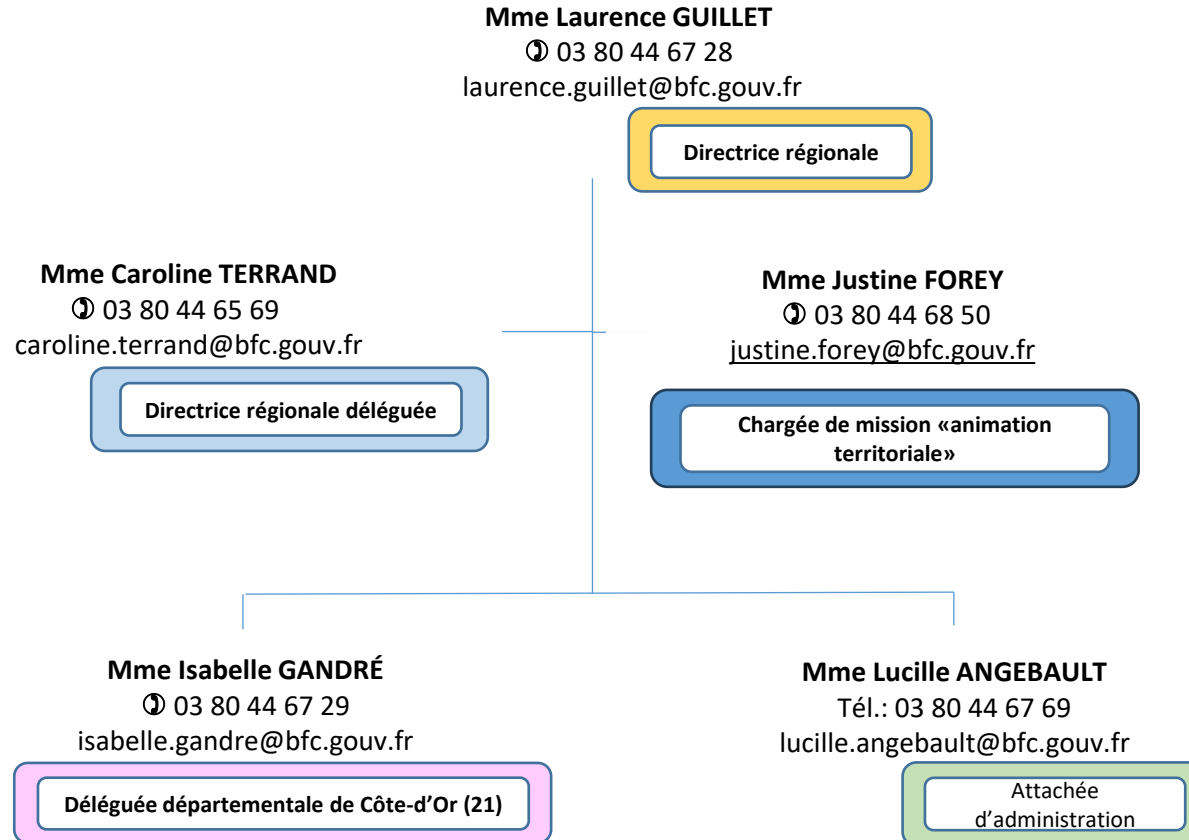 Mme Laurence GUILLET
✆ 03 80 44 67 28
laurence.guillet@bfc.gouv.fr
Directrice régionale
Mme Caroline TERRAND
✆ 03 80 44 65 69
caroline.terrand@bfc.gouv.fr
Directrice régionale déléguée
Mme Justine FOREY
✆ 03 80 44 68 50
justine.forey@bfc.gouv.fr
Chargée de mission «animation
territoriale»
Mme Isabelle GANDRÉ
✆ 03 80 44 67 29
isabelle.gandre@bfc.gouv.fr
Déléguée départementale de Côte-d’Or (21)
Mme Lucille ANGEBAULT
Tél.: 03 80 44 67 69
lucille.angebault@bfc.gouv.fr
Attachée
d’administration